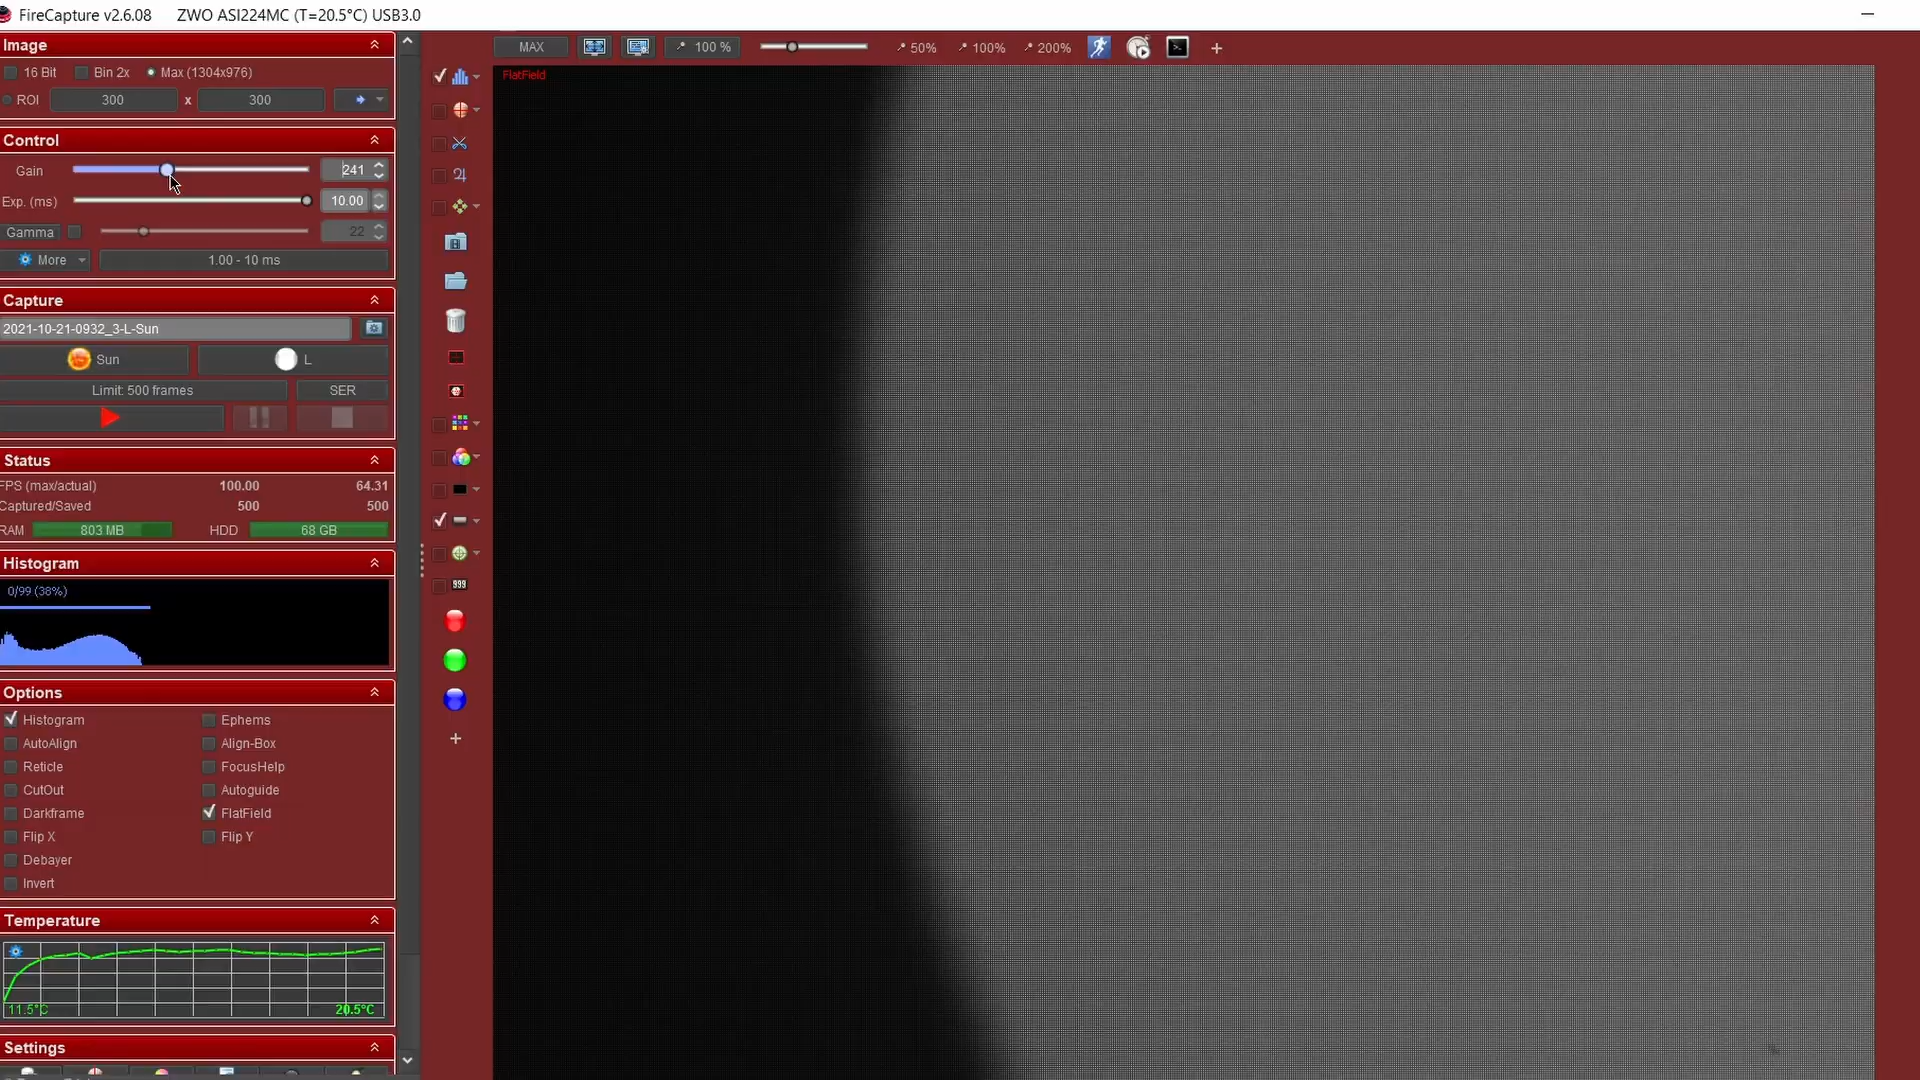 FireCapture v2.6.08 ZWO ASI224MC (T=20.5°C) USB3.0
Image
16 Bit Bin 2x Max (1304x976)
ROI 300 x 300
Control
Gain 241
Exp. (ms) 10.00
Gamma 22
More 1.00 - 10 ms
Capture
2021-10-21-0932_3-L-Sun
Sun L
Limit: 500 frames SER
Status
FPS (max/actual) 100.00 64.31
Captured/Saved 500 500
RAM 803 MB HDD 68 GB
Histogram
0/99 (38%)
Options
Histogram Ephems
AutoAlign Align-Box
Reticle FocusHelp
CutOut Autoguide
Darkframe FlatField
Flip X Flip Y
Debayer
Invert
Temperature
11.5°C 20.5°C
Settings
MAX 100 % 50% 100% 200%
FlatField
999